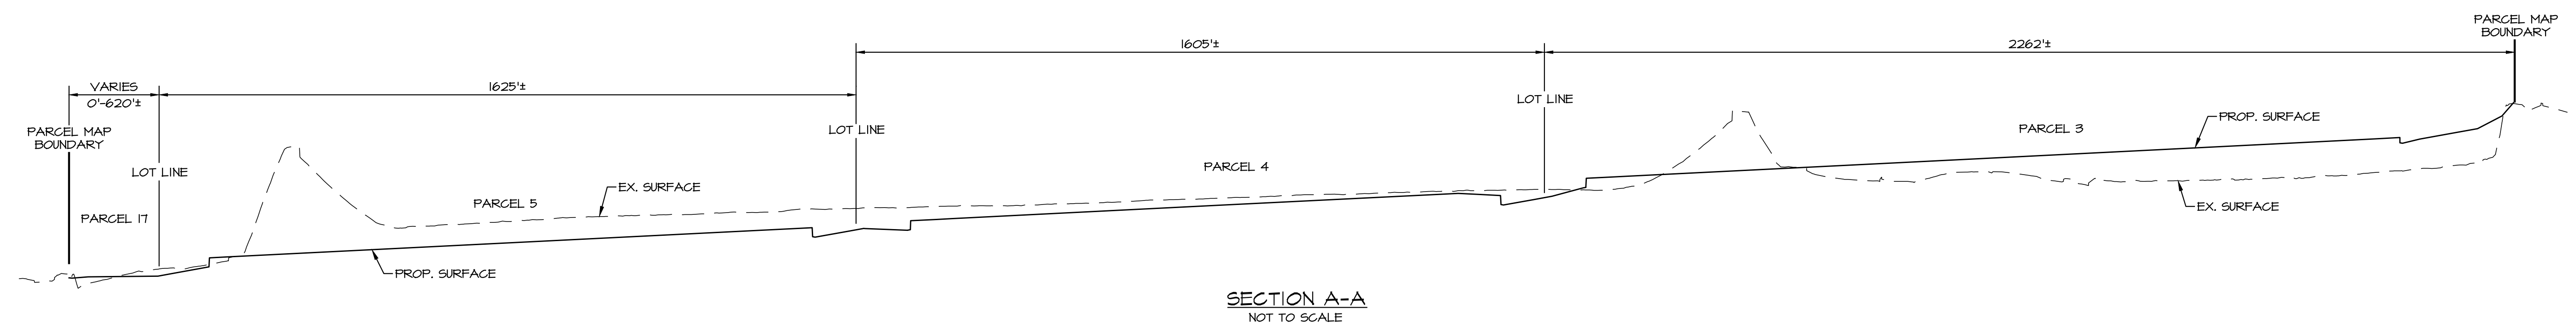 PARCEL MAP
BOUNDARY
1605'±
2262'±
VARIES
0'-620'±
1625'±
LOT LINE
PARCEL MAP
BOUNDARY
LOT LINE
LOT LINE
PROP. SURFACE
PARCEL 3
PARCEL 4
EX. SURFACE
PARCEL 5
PARCEL 17
EX. SURFACE
PROP. SURFACE
SECTION A-A
NOT TO SCALE